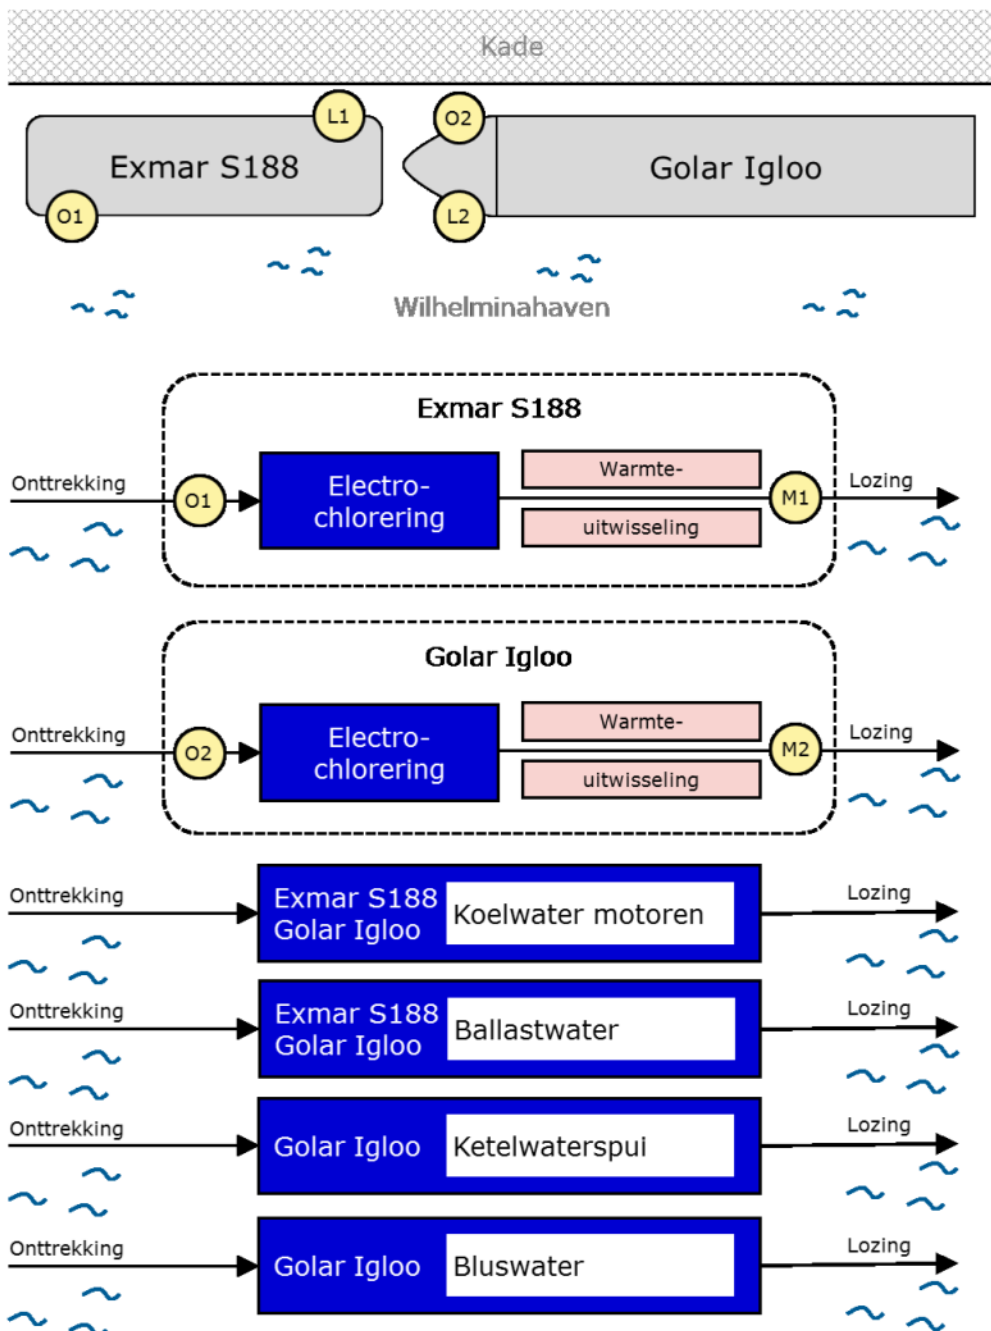 Kade
L1
O2
Exmar S188
Golar Igloo
O1
L2
Wilhelminahaven
Exmar S188
Onttrekking
O1
Electro-
chlorering
Warmte-
uitwisseling
M1
Lozing
Golar Igloo
Onttrekking
O2
Electro-
chlorering
Warmte-
uitwisseling
M2
Lozing
Onttrekking
Exmar S188
Golar Igloo
Koelwater motoren
Lozing
Onttrekking
Exmar S188
Golar Igloo
Ballastwater
Lozing
Onttrekking
Golar Igloo
Ketelwaterspui
Lozing
Onttrekking
Golar Igloo
Bluswater
Lozing